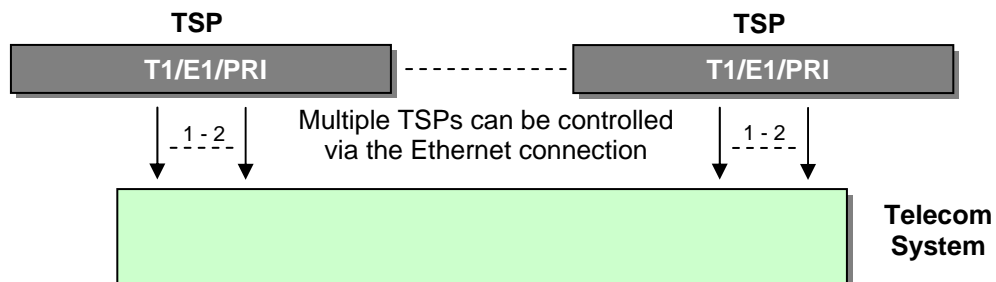 TSP
TSP
T1/E1/PRI
T1/E1/PRI
1 - 2
Multiple TSPs can be controlled
via the Ethernet connection
1 - 2
Telecom
System